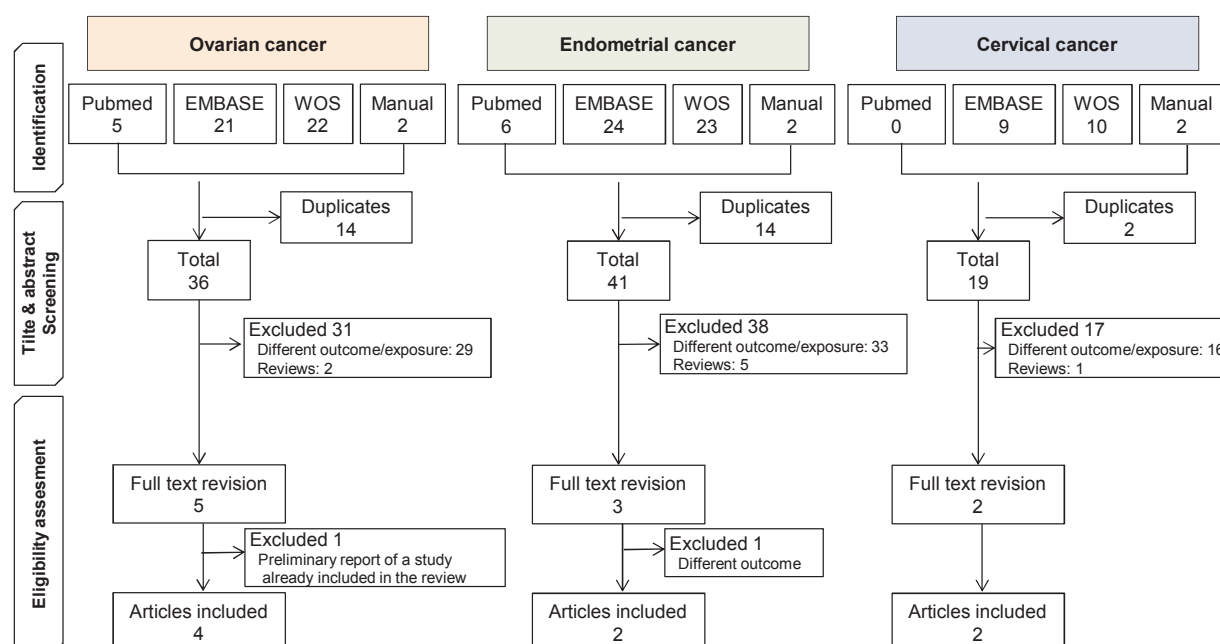 Ovarian cancer
Endometrial cancer
Cervical cancer
Identification
Pubmed
5
EMBASE
21
WOS
22
Manual
2
Pubmed
6
EMBASE
24
WOS
23
Manual
2
Pubmed
0
EMBASE
9
WOS
10
Manual
2
Tilte & abstract
Screening
Duplicates
14
Total
36
Excluded 31
Different outcome/exposure: 29
Reviews: 2
Duplicates
14
Total
41
Excluded 38
Different outcome/exposure: 33
Reviews: 5
Duplicates
2
Total
19
Excluded 17
Different outcome/exposure: 16
Reviews: 1
Eligibility assesment
Full text revision
5
Excluded 1
Preliminary report of a study
already included in the review
Articles included
4
Full text revision
3
Excluded 1
Different outcome
Articles included
2
Full text revision
2
Articles included
2